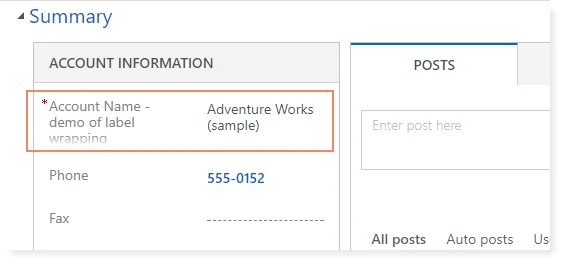 Summary
ACCOUNT INFORMATION
POSTS
*Account Name -
demo of label
wrapping
Adventure Works
(sample)
Enter post here
Phone
555-0152
Fax
All posts Auto posts Us